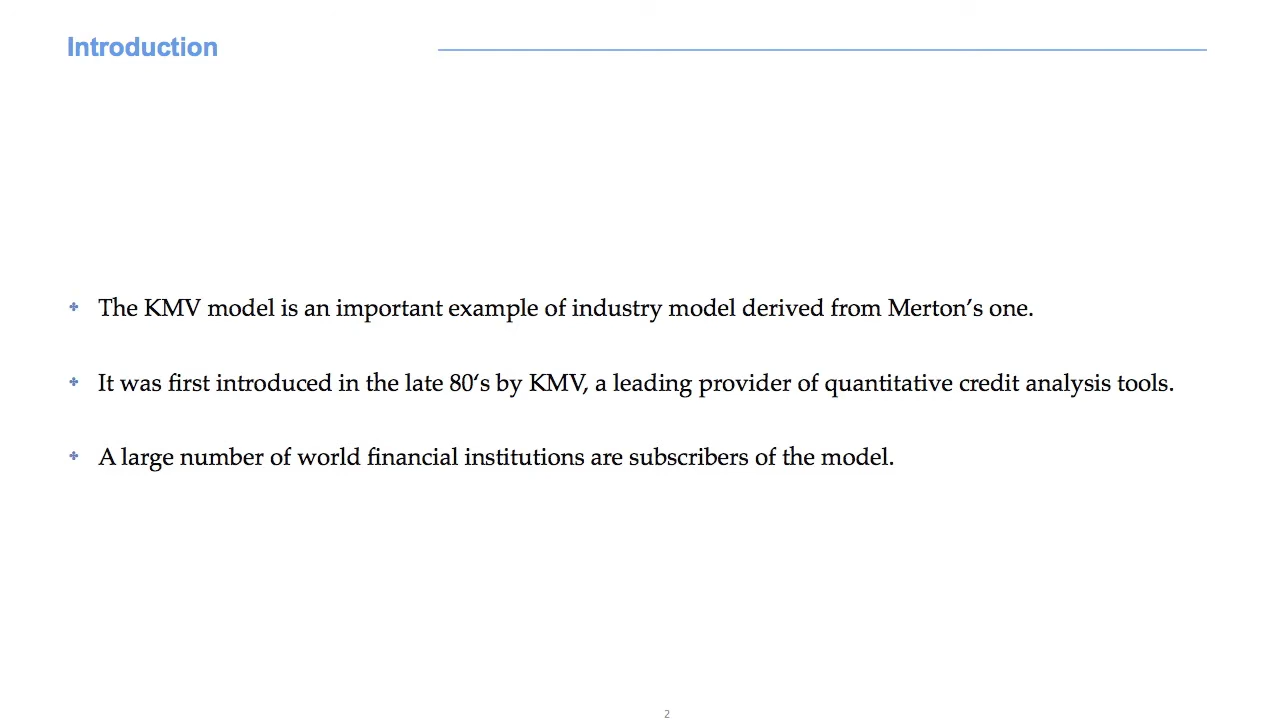 Introduction
The KMV model is an important example of industry model derived from Merton’s one.
It was first introduced in the late 80‘s by KMV, a leading provider of quantitative credit analysis tools.
A large number of world financial institutions are subscribers of the model.
2